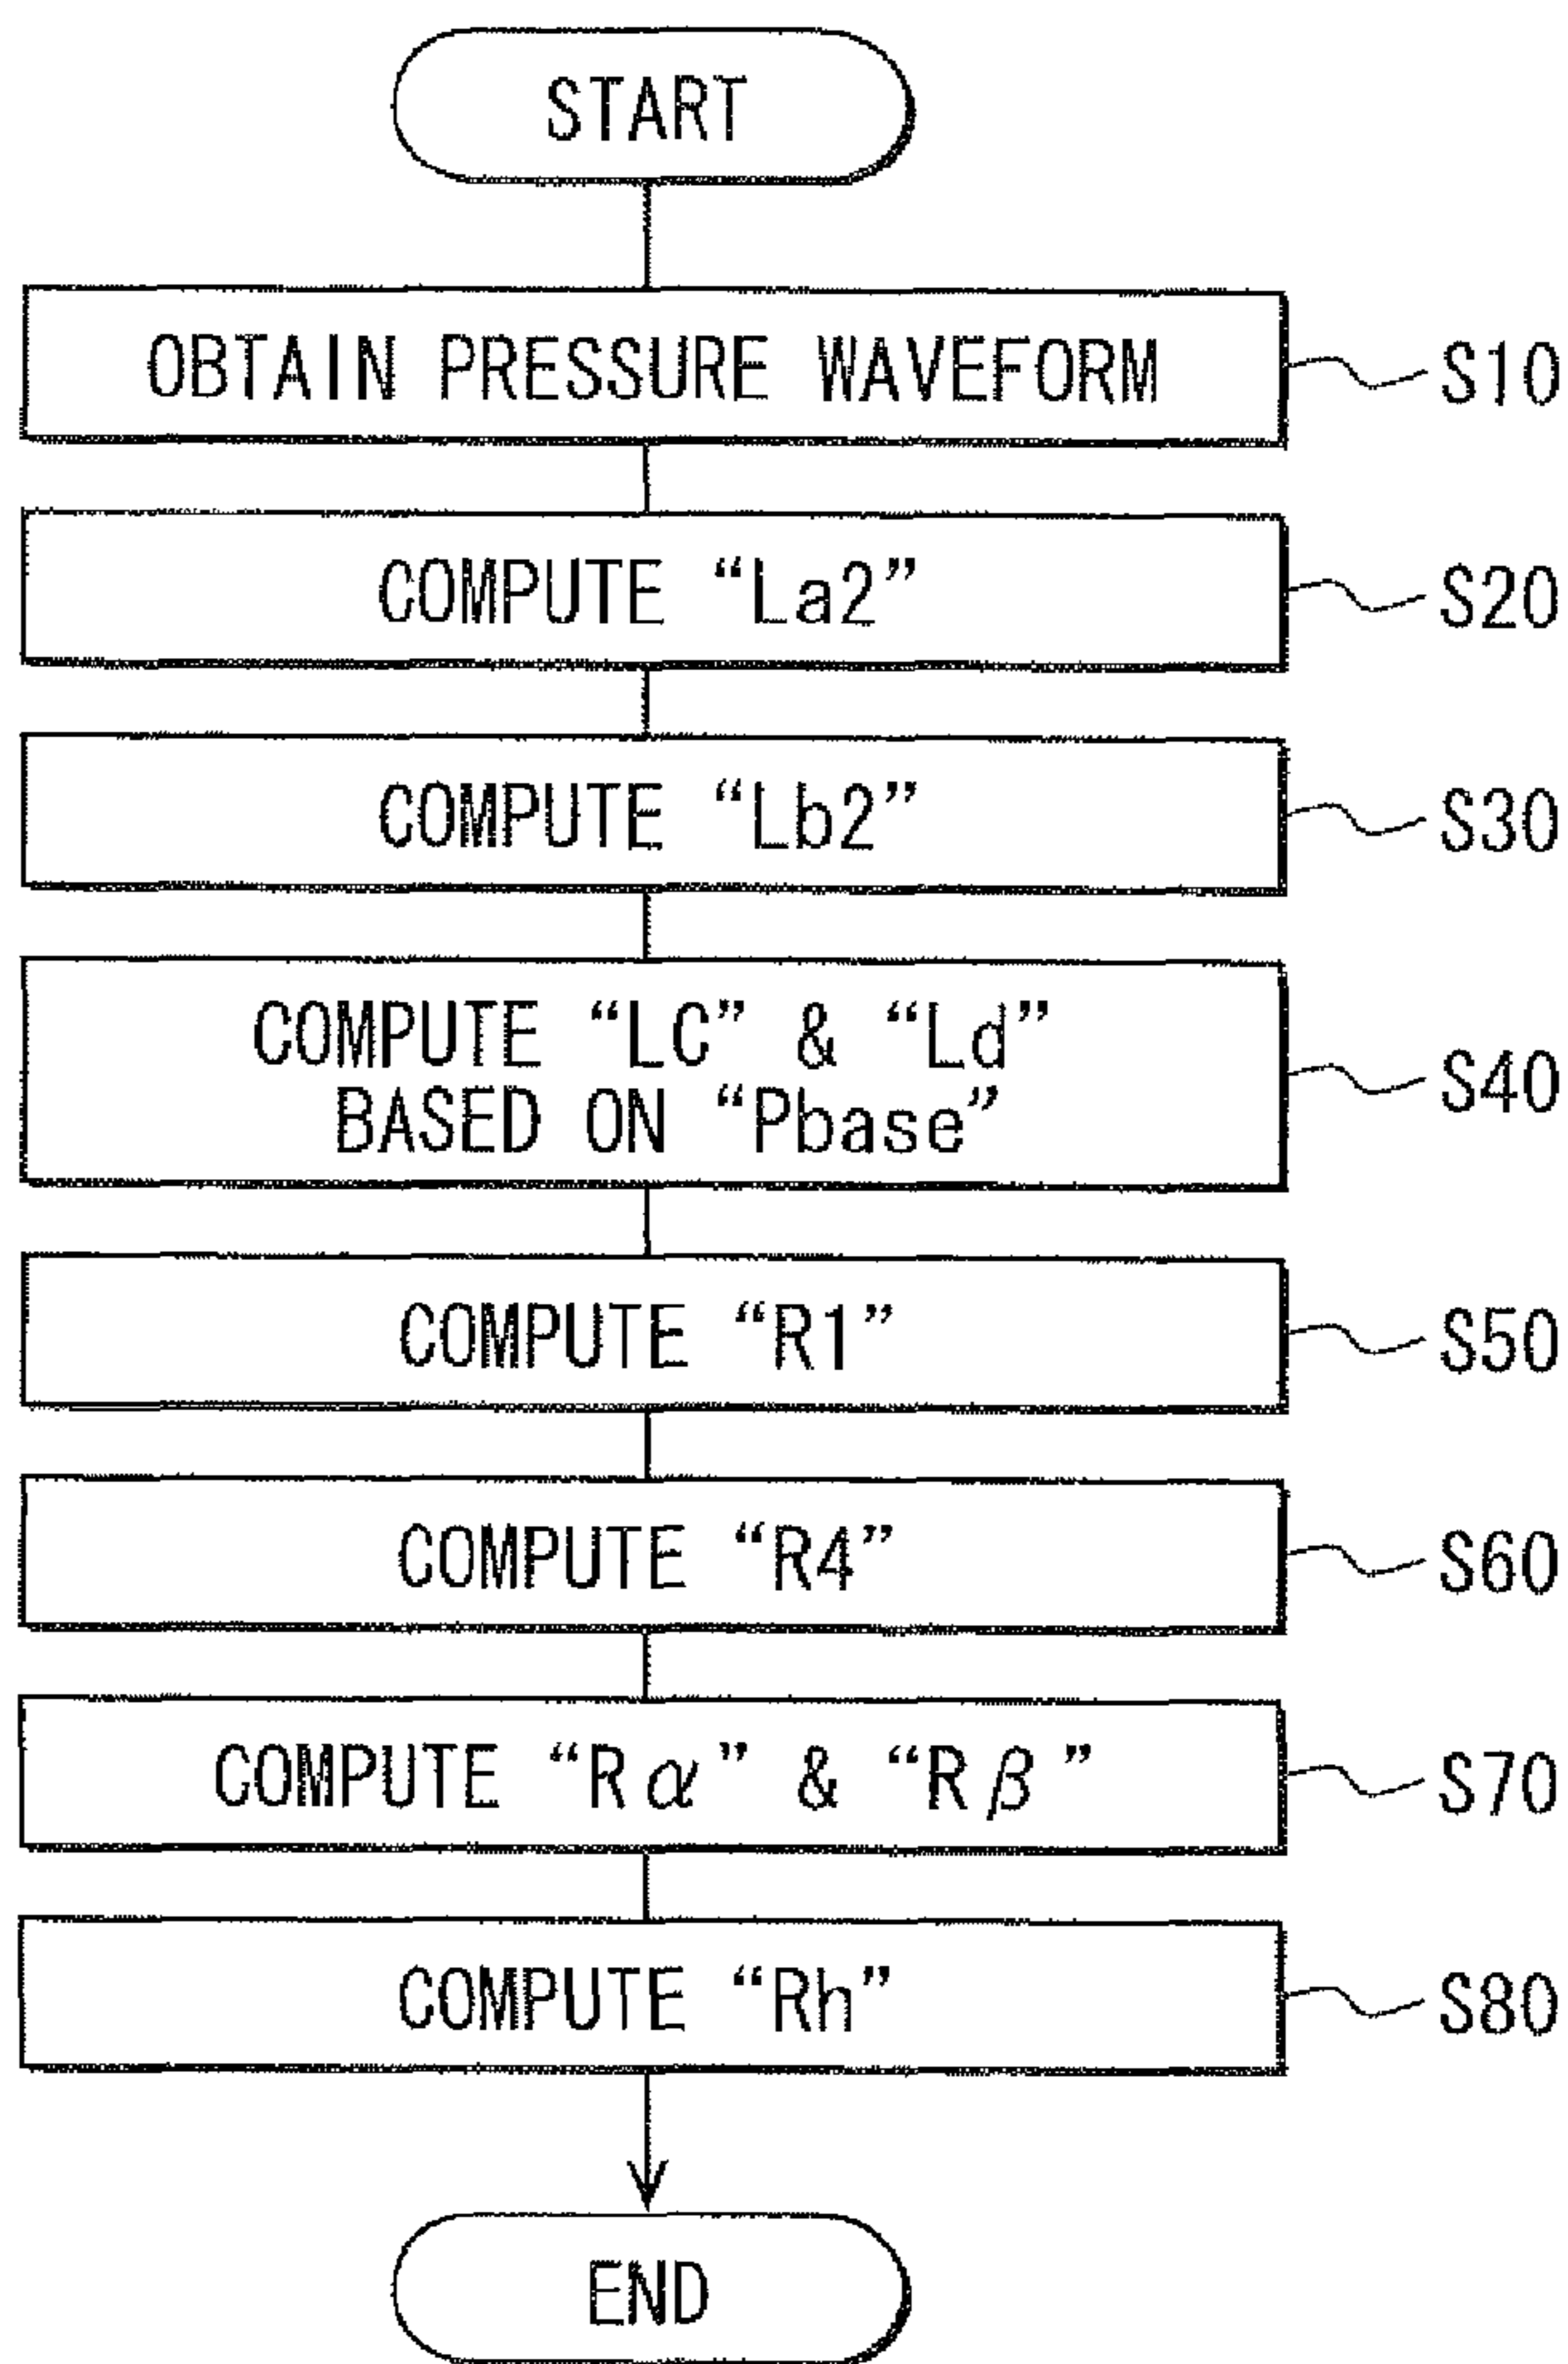 START
OBTAIN PRESSURE WAVEFORM S10
COMPUTE “La2” S20
COMPUTE “Lb2” S30
COMPUTE “LC” & “Ld”
BASED ON “Pbase” S40
COMPUTE “R1” S50
COMPUTE “R4” S60
COMPUTE “Rα” & “Rβ” S70
COMPUTE “Rh” S80
END